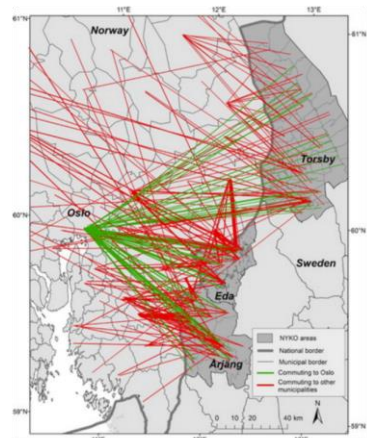 11°E 12°E 13°E
61°N
61°N
Norway
Torsby
60°N
Oslo
60°N
Sweden
Eda
NYKO areas
National border
Municipal border
Commuting to Oslo
Commuting to other
municipalities
Årjäng
0 10 20 40 km
N
59°N
59°N
12°E